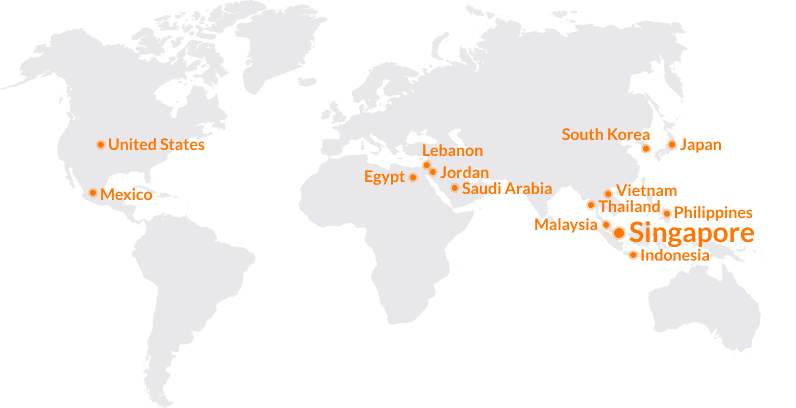 South Korea
United States
Japan
Lebanon
Egypt
Jordan
Saudi Arabia
Mexico
Vietnam
Thailand
Philippines
Malaysia
Singapore
Indonesia